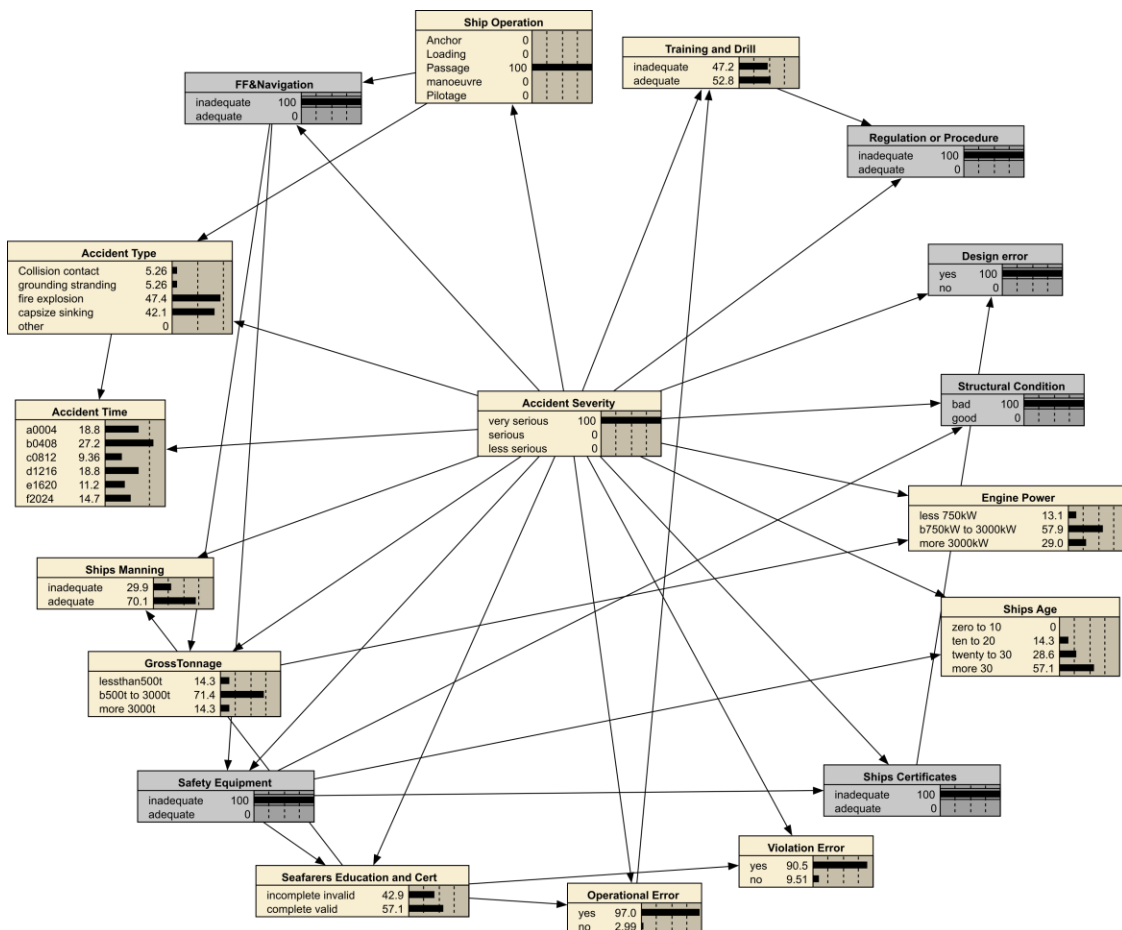 Ship Operation
Anchor 0
Loading 0
Passage 100
manoeuvre 0
Pilotage 0
Training and Drill
inadequate 47.2
adequate 52.8
FF&Navigation
inadequate 100
adequate 0
Regulation or Procedure
inadequate 100
adequate 0
Accident Type
Collision contact 5.26
grounding stranding 5.26
fire explosion 47.4
capsize sinking 42.1
other 0
Design error
yes 100
no 0
Structural Condition
bad 100
good 0
Accident Severity
very serious 100
serious 0
less serious 0
Accident Time
a0004 18.8
b0408 27.2
c0812 9.36
d1216 18.8
e1620 11.2
f2024 14.7
Engine Power
less 750kW 13.1
b750kW to 3000kW 57.9
more 3000kW 29.0
Ships Manning
inadequate 29.9
adequate 70.1
Ships Age
zero to 10 0
ten to 20 14.3
twenty to 30 28.6
more 30 57.1
GrossTonnage
lessthan500t 14.3
b500t to 3000t 71.4
more 3000t 14.3
Safety Equipment
inadequate 100
adequate 0
Ships Certificates
inadequate 100
adequate 0
Violation Error
yes 90.5
no 9.51
Seafarers Education and Cert
incomplete invalid 42.9
complete valid 57.1
Operational Error
yes 97.0
no 2.99